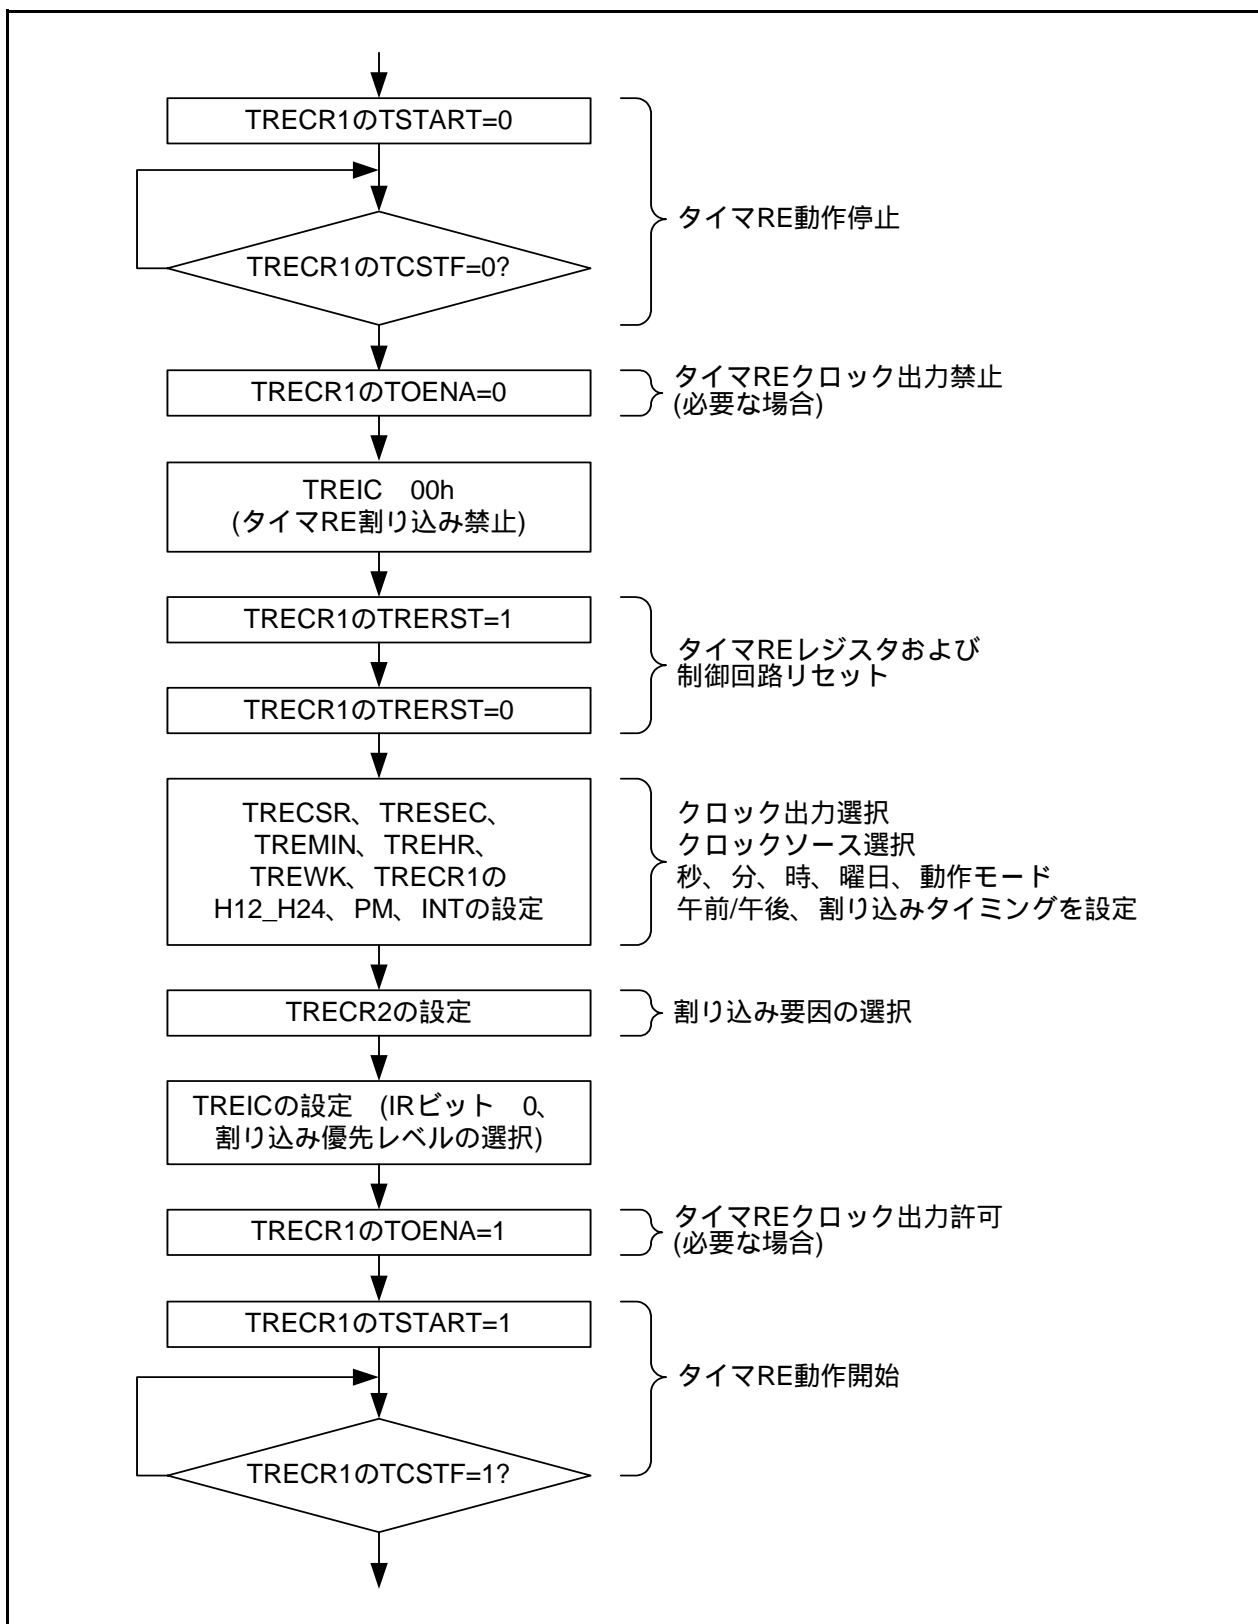 TRECR1のTSTART=0
TRECR1のTCSTF=0?
タイマRE動作停止
TRECR1のTOENA=0
タイマREクロック出力禁止
(必要な場合)
TREIC　00h
(タイマRE割り込み禁止)
TRECR1のTRERST=1
TRECR1のTRERST=0
タイマREレジスタおよび
制御回路リセット
TRECSR、TRESEC、
TREMIN、TREHR、
TREWK、TRECR1の
H12_H24、PM、INTの設定
クロック出力選択
クロックソース選択
秒、分、時、曜日、動作モード
午前/午後、割り込みタイミングを設定
TRECR2の設定
割り込み要因の選択
TREICの設定　(IRビット　0、
割り込み優先レベルの選択)
TRECR1のTOENA=1
タイマREクロック出力許可
(必要な場合)
TRECR1のTSTART=1
TRECR1のTCSTF=1?
タイマRE動作開始